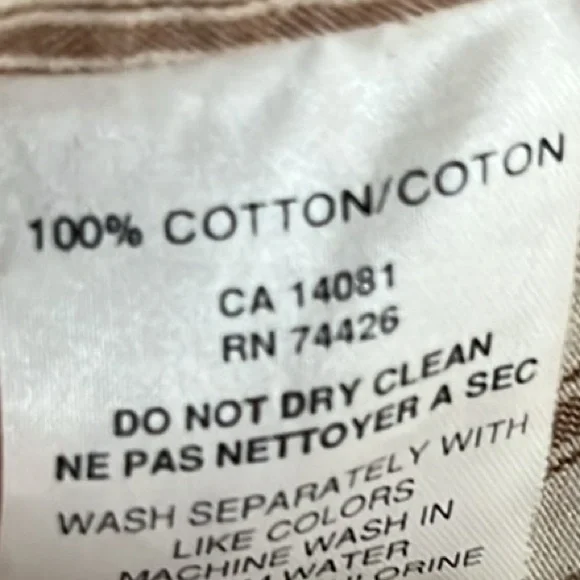 100% COTTON/COTON
CA 14081
RN 74426
DO NOT DRY CLEAN
NE PAS NETTOYER A SEC
WASH SEPARATELY WITH
LIKE COLORS
MACHINE WASH IN
WATER